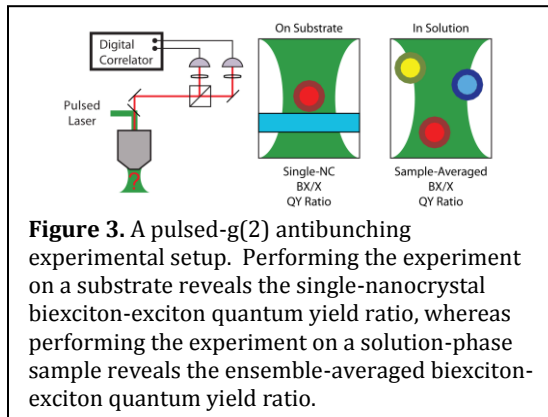 Digital
Correlator
Pulsed
Laser
?
On Substrate
Single-NC
BX/X
QY Ratio
In Solution
Sample-Averaged
BX/X
QY Ratio
Figure 3. A pulsed-g(2) antibunching
experimental setup. Performing the experiment
on a substrate reveals the single-nanocrystal
biexciton-exciton quantum yield ratio, whereas
performing the experiment on a solution-phase
sample reveals the ensemble-averaged biexciton-
exciton quantum yield ratio.